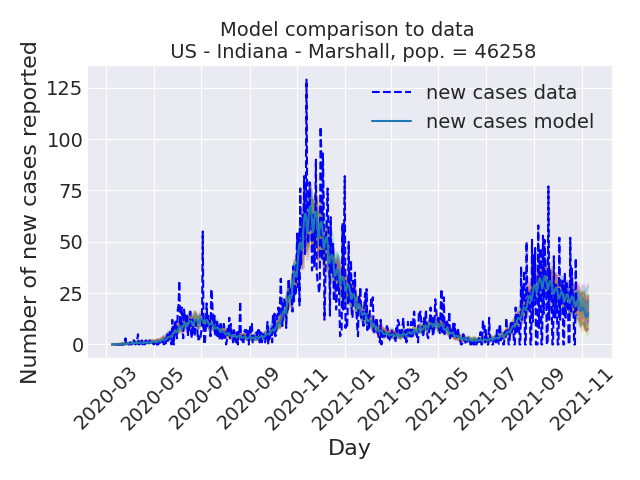 Model comparison to data
US - Indiana - Marshall, pop. = 46258
Number of new cases reported
125
100
75
50
25
0
new cases data
new cases model
2020-03
2020-05
2020-07
2020-09
2020-11
2021-01
2021-03
2021-05
2021-07
2021-09
2021-11
Day